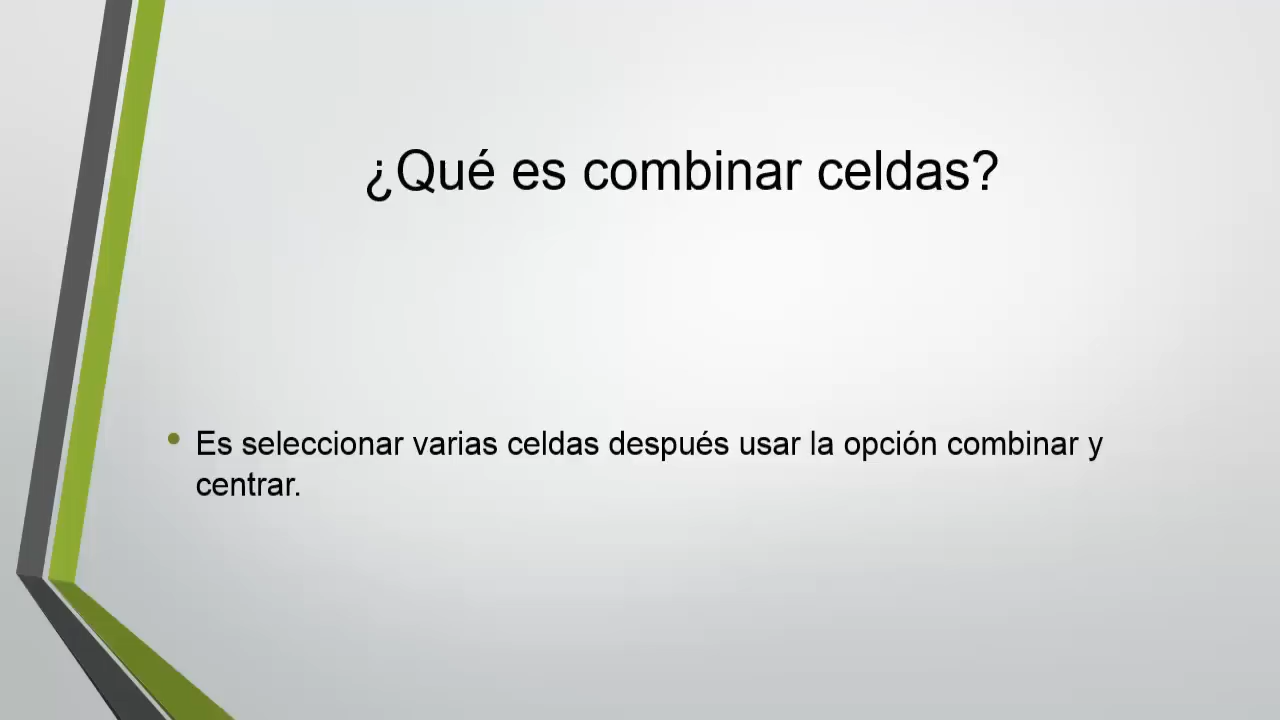 ¿Qué es combinar celdas?
• Es seleccionar varias celdas después usar la opción combinar y
centrar.